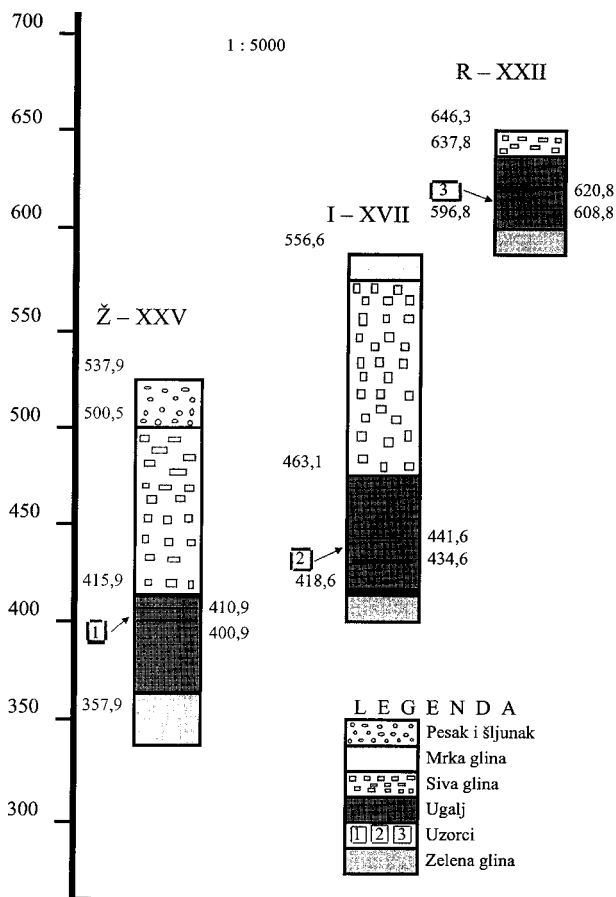 700
1 : 5000
R – XXII
650
646,3
637,8
3
620,8
600
596,8
608,8
I – XVII
556,6
550
Ž – XXV
537,9
500
500,5
463,1
450
441,6
2
434,6
415,9
418,6
400
410,9
1
400,9
350
357,9
L E G E N D A
Pesak i šljunak
Mrka glina
Siva glina
Ugalj
300
1 2 3
Uzorci
Zelena glina